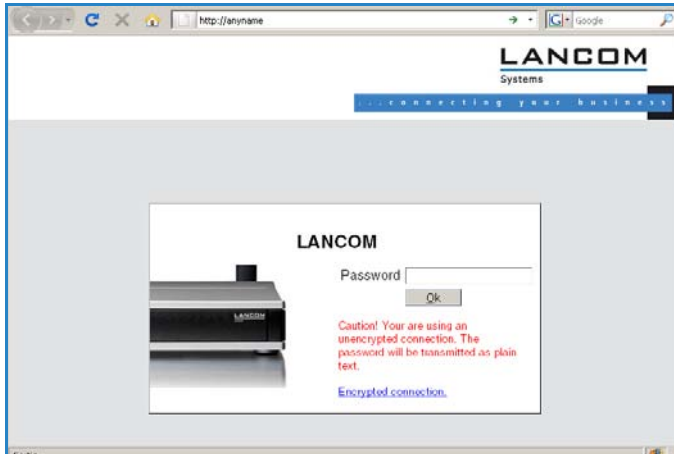 http://anyname
Google
LANCOM
Systems
...connecting your business
LANCOM
Password
LANCOM
Ok
Caution! Your are using an
unencrypted connection. The
password will be transmitted as plain
text.
Encrypted connection.